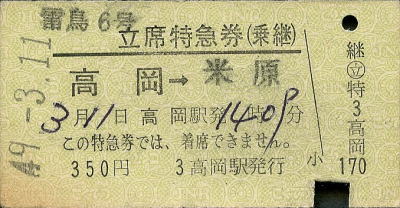 雷鳥6号
立席特急券(乗継)
高岡→米原
3月11日 高岡駅発14時09分
この特急券では、着席できません。
350円 3高岡駅発行
49-3.11
小
継立特
3
高岡
170